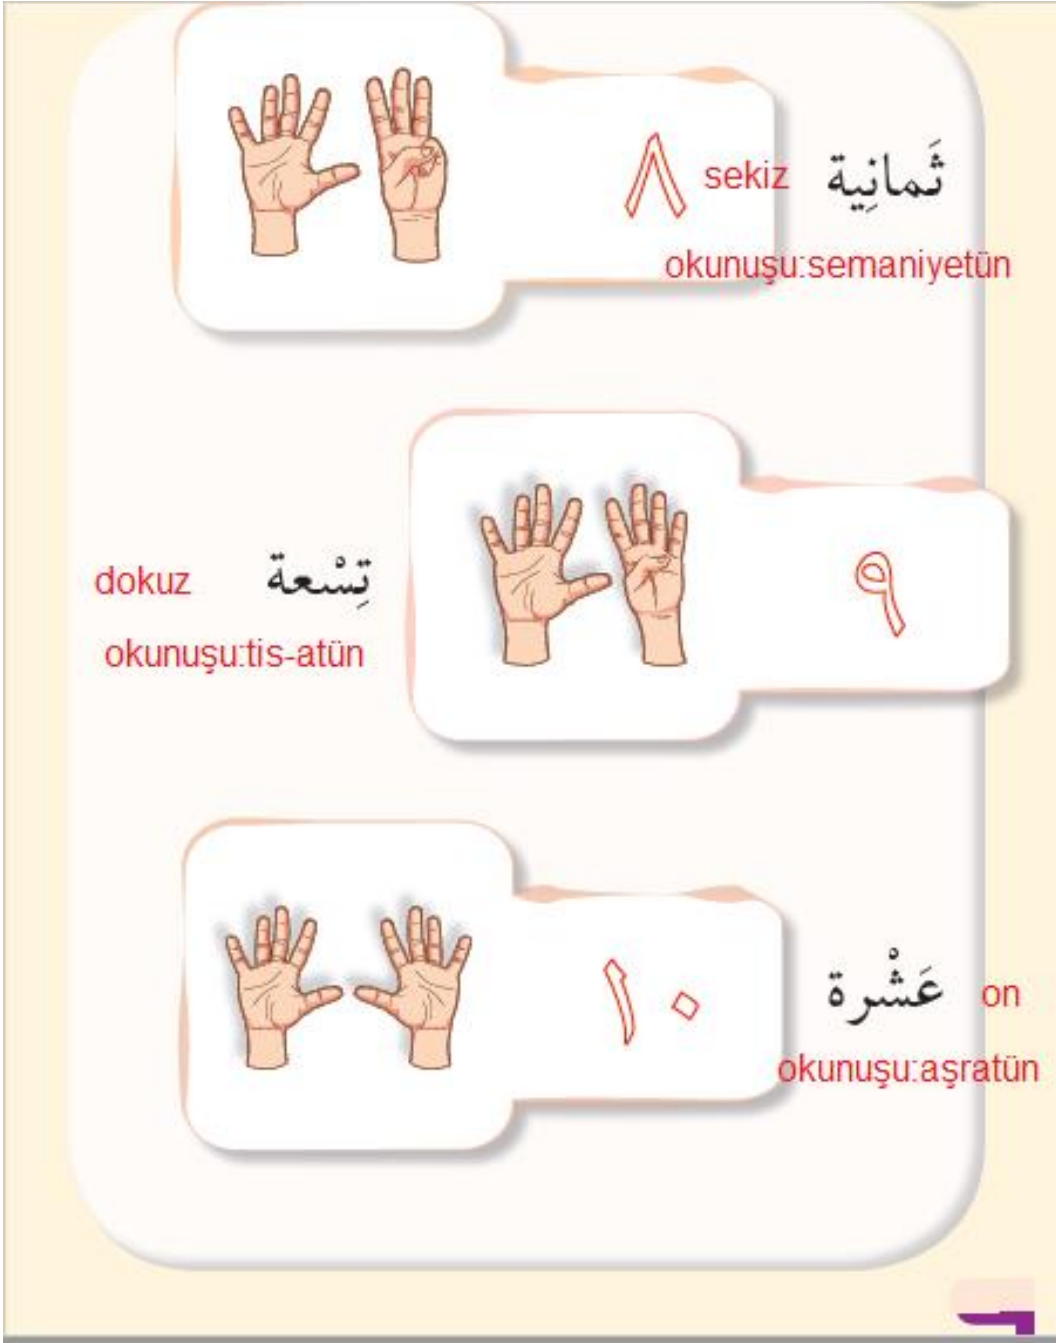 ٨ sekiz ثَمانِية
okunuşu:semaniyetün
dokuz تِسْعة ٩
okunuşu:tis-atün
١٠ عَشْرة on
okunuşu:aşratün